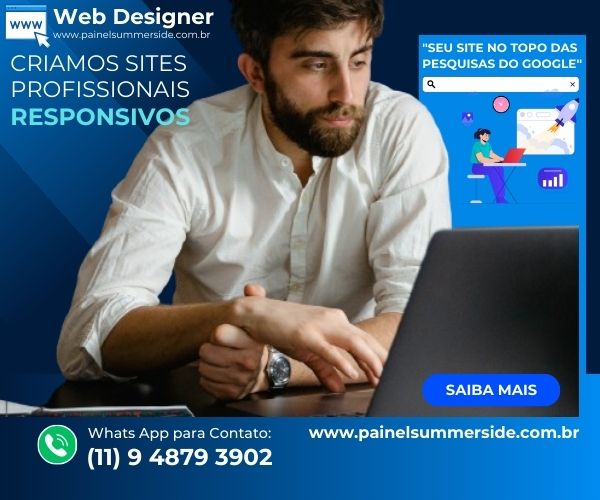 WWW
Web Designer
www.painelsummerside.com.br
CRIAMOS SITES
PROFISSIONAIS
RESPONSIVOS
"SEU SITE NO TOPO DAS
PESQUISAS DO GOOGLE"
SAIBA MAIS
Whats App para Contato:
(11) 9 4879 3902
www.painelsummerside.com.br